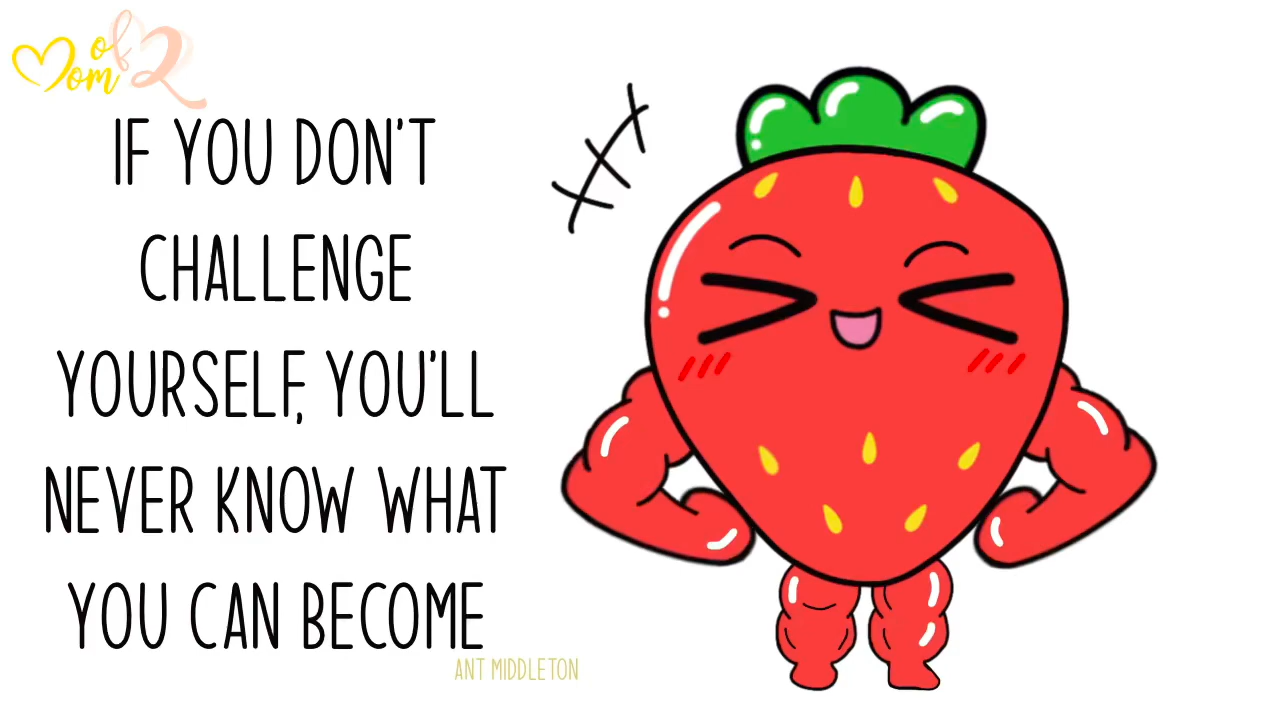 Mom of 2
IF YOU DON'T
CHALLENGE
YOURSELF, YOU'LL
NEVER KNOW WHAT
YOU CAN BECOME
ANT MIDDLETON